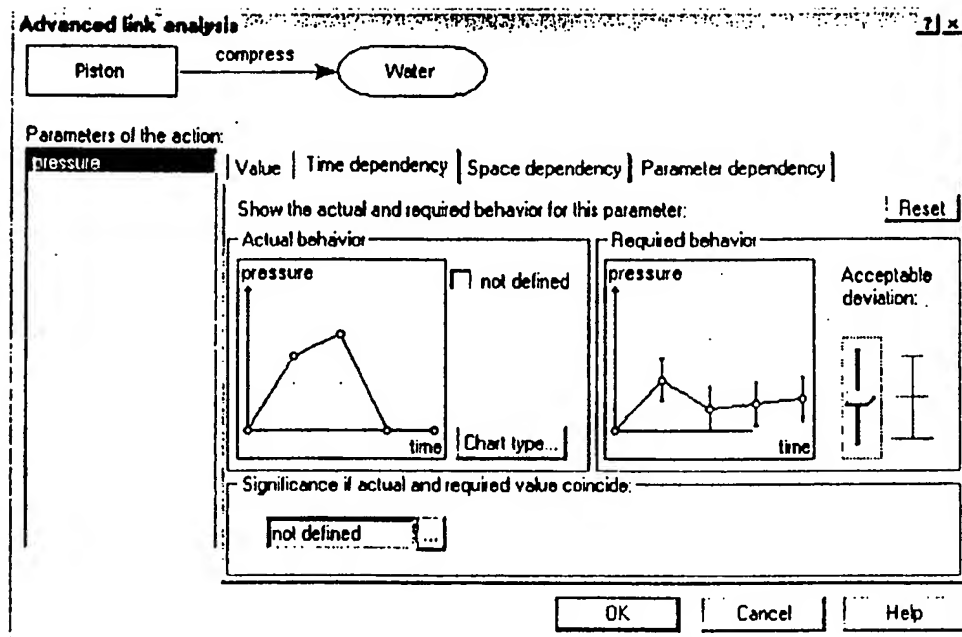 Advanced link analysis
? ×
compress
Piston
Water
Parameters of the action:
pressure
Value
Time dependency
Space dependency
Parameter dependency
Show the actual and required behavior for this parameter:
Reset
Actual behavior
pressure
time
not defined
Chart type...
Required behavior
pressure
time
Acceptable
deviation:
Significance if actual and required value coincide:
not defined
...
OK
Cancel
Help